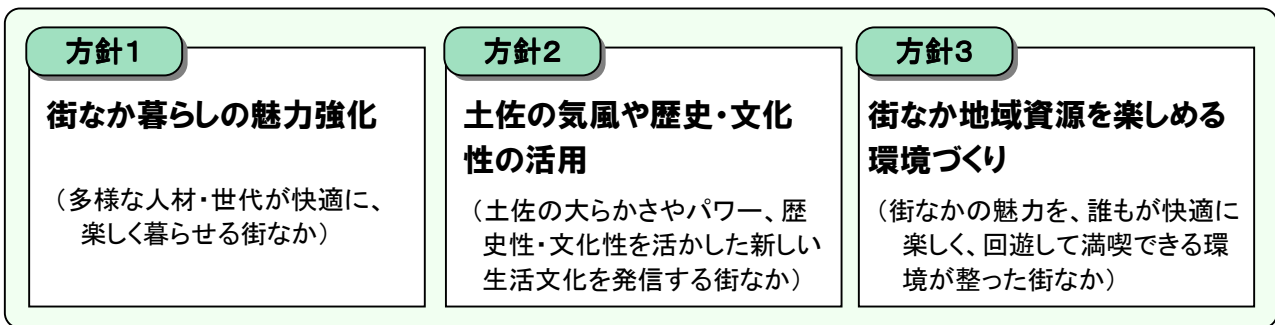 方針1
街なか暮らしの魅力強化
（多様な人材・世代が快適に、
楽しく暮らせる街なか）
方針2
土佐の気風や歴史・文化
性の活用
（土佐の大らかさやパワー、歴
史性・文化性を活かした新しい
生活文化を発信する街なか）
方針3
街なか地域資源を楽しめる
環境づくり
（街なかの魅力を、誰もが快適に
楽しく、回遊して満喫できる環
境が整った街なか）